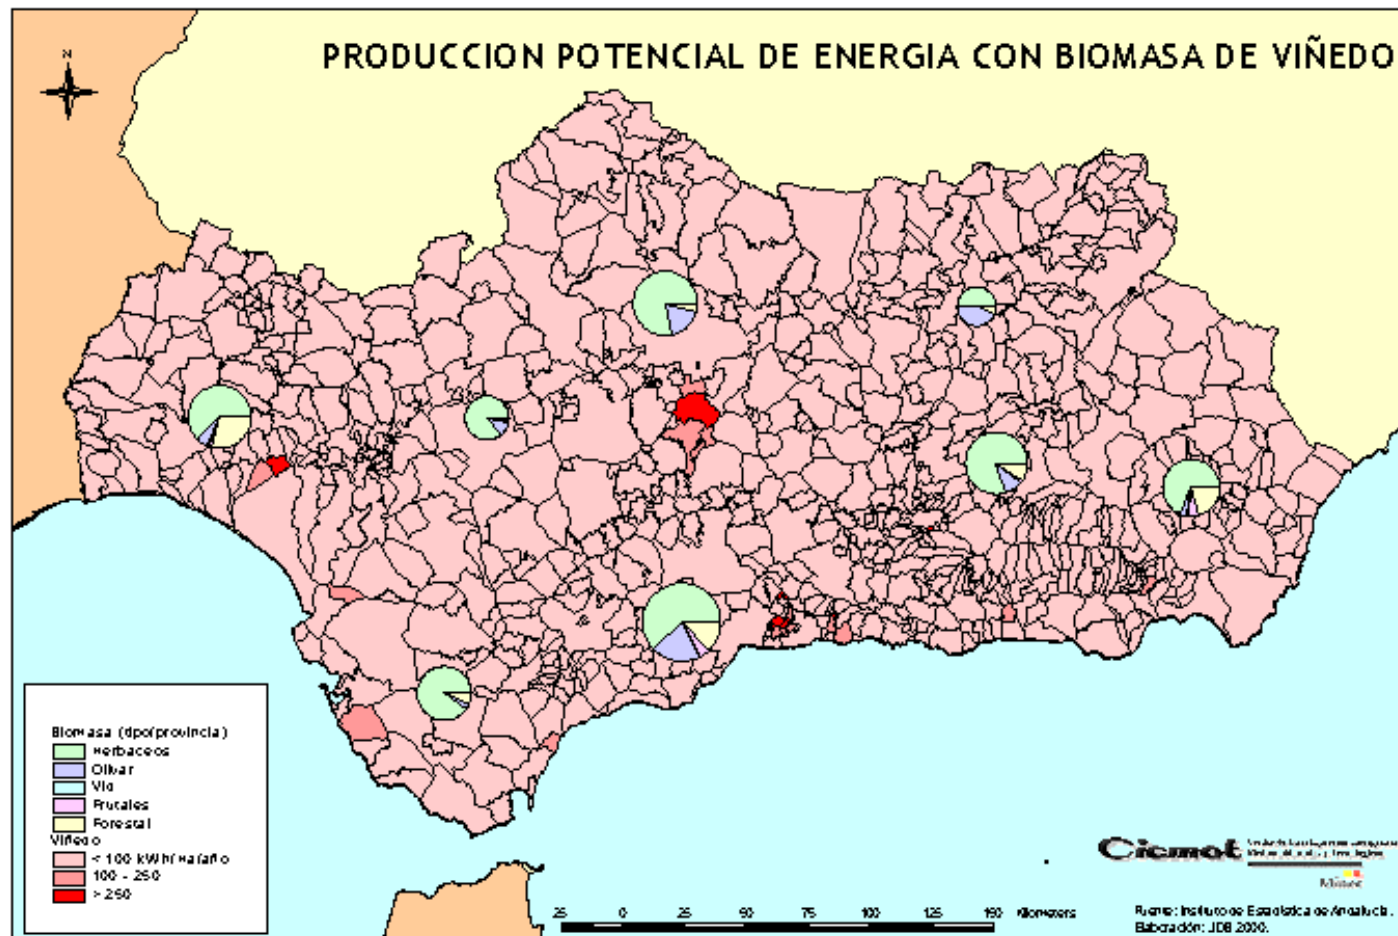 N
PRODUCCION POTENCIAL DE ENERGIA CON BIOMASA DE VIÑEDO
Biomasa (tipo/provincia)
Herbaceos
Olivar
Vid
Frutales
Forestal
Viñedo
< 100 kWh/Ha/año
100 - 250
> 250
25 0 25 50 75 100 125 150 Kilometers
Cicmot
Fuente: Instituto de Estadística de Andalucía.
Elaboración: JDB 2000.